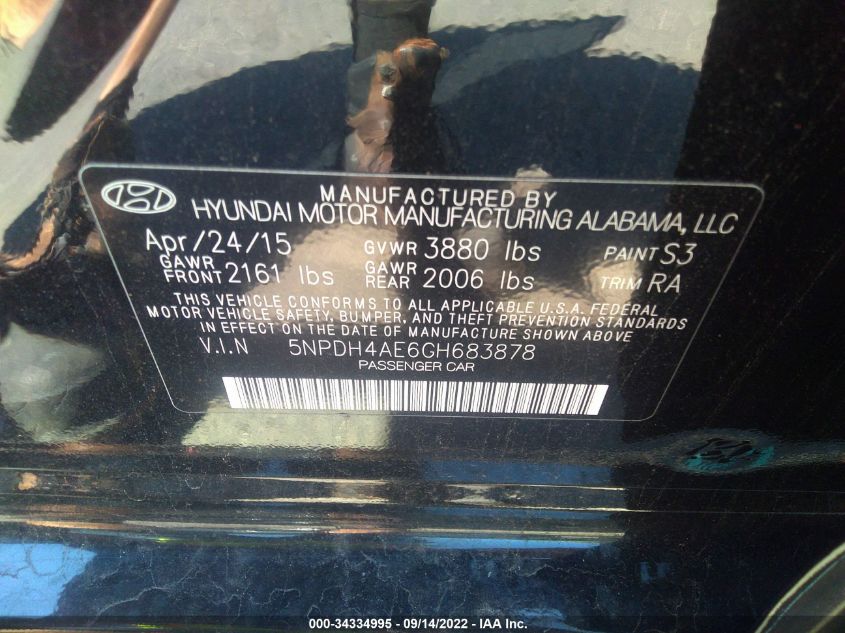 MANUFACTURED BY
HYUNDAI MOTOR MANUFACTURING ALABAMA, LLC
Apr/24/15 GVWR 3880 lbs PAINT S3
GAWR FRONT 2161 lbs GAWR REAR 2006 lbs TRIM RA
THIS VEHICLE CONFORMS TO ALL APPLICABLE U.S.A. FEDERAL
MOTOR VEHICLE SAFETY, BUMPER, AND THEFT PREVENTION STANDARDS
IN EFFECT ON THE DATE OF MANUFACTURE SHOWN ABOVE
V.I.N 5NPDH4AE6GH683878
PASSENGER CAR
000-34334995 - 09/14/2022 - IAA Inc.